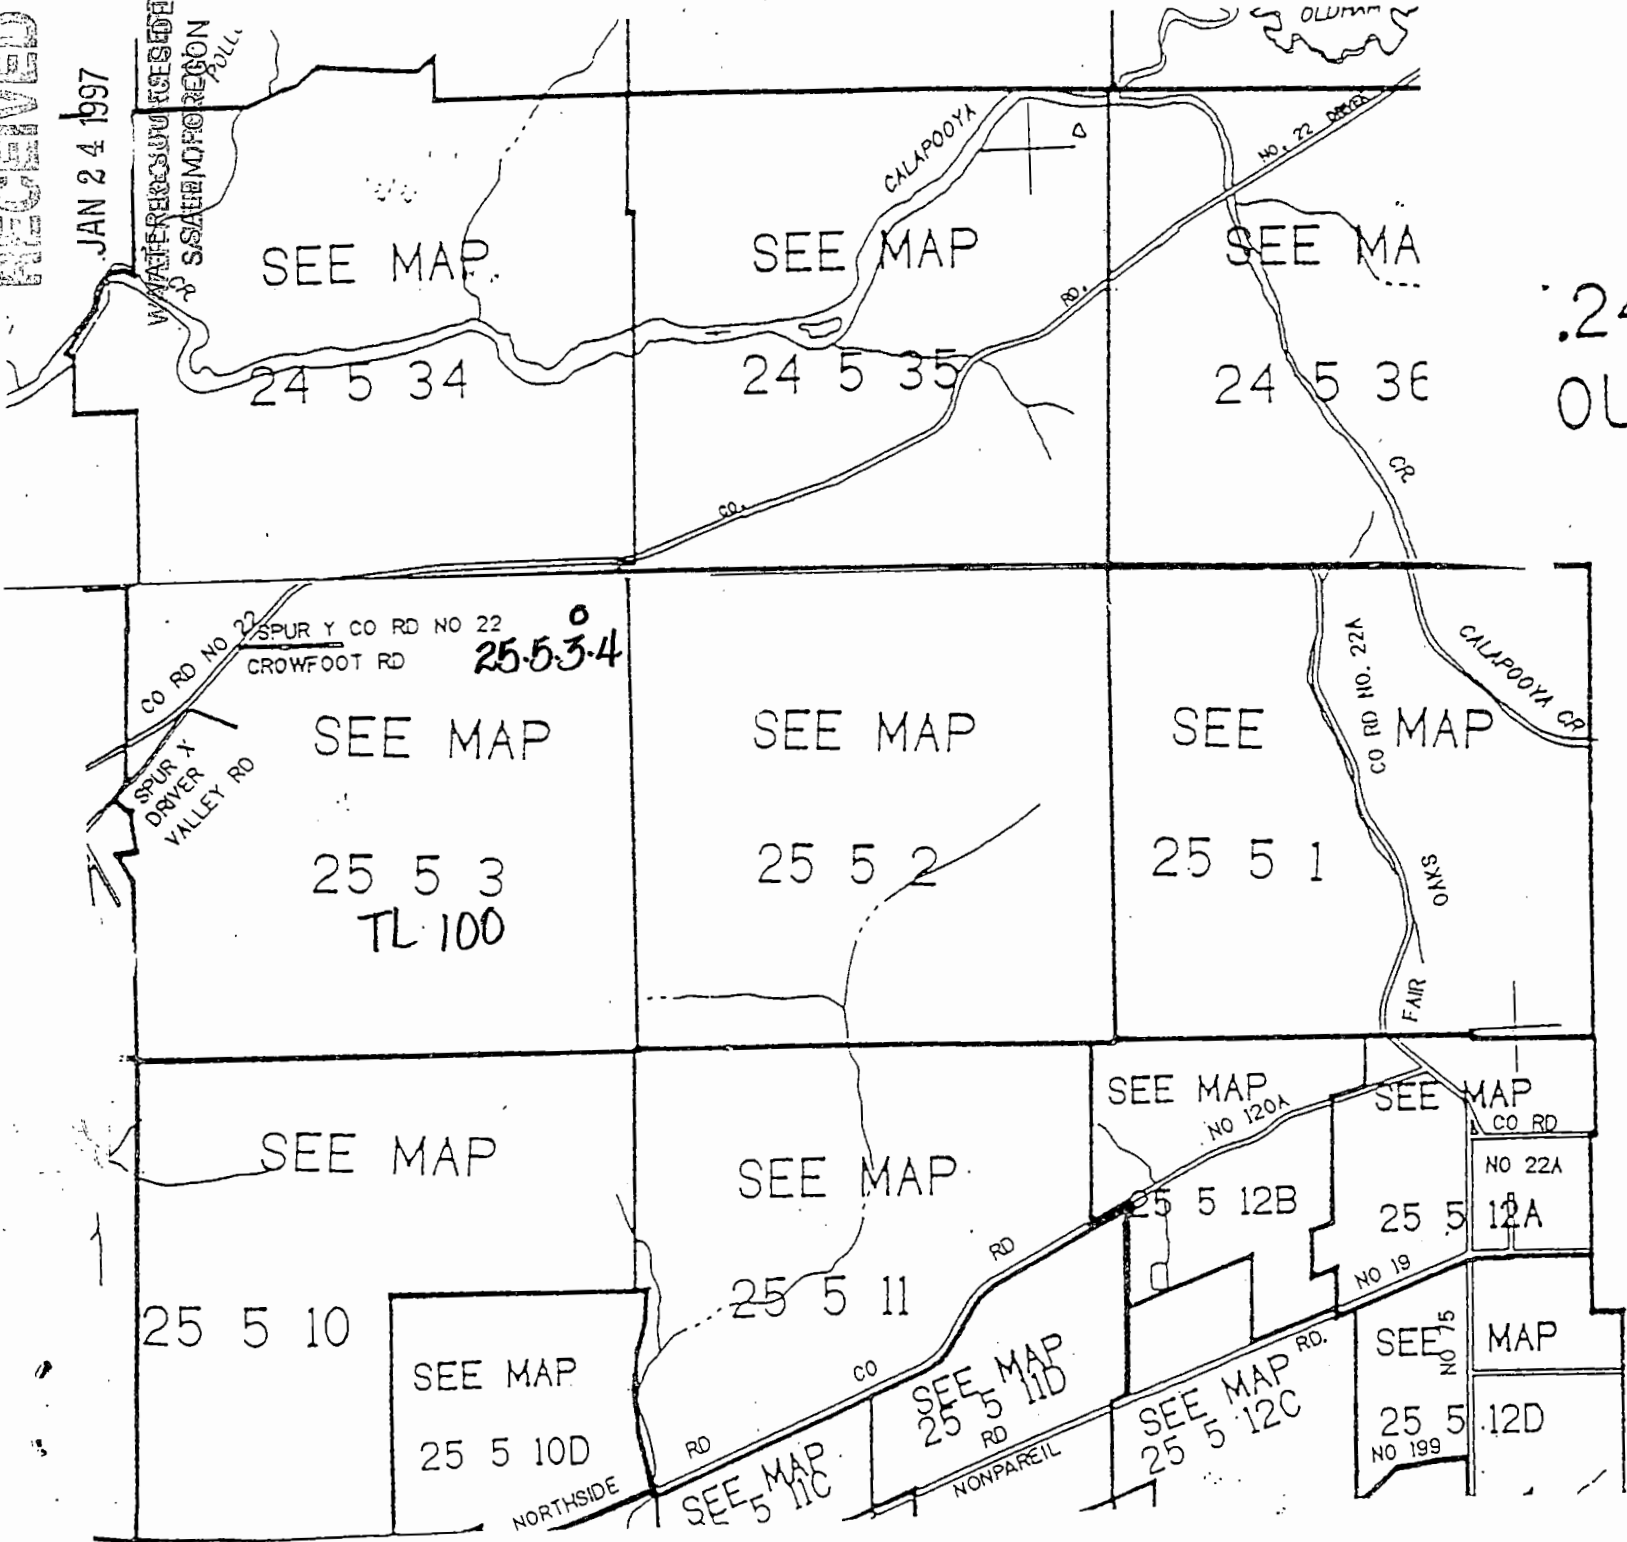 RECEIVED
JAN 24 1997
WATER RESOURCES DE
SALEM, OREGON
CR
CALAPOOYA
NO. 22 DRIVER
SEE MAP
SEE MAP
SEE MA
RD.
.24
24 5 34
24 5 35
24 5 36
OL
CR
CO.
SPUR Y CO RD NO 22
CROWFOOT RD
25.5.3.4
CO RD NO 22
CO RD NO. 22A
CALAPOOYA CR
SEE MAP
SEE MAP
SEE MAP
SPUR X
DRIVER
VALLEY RD
25 5 3
TL 100
25 5 2
25 5 1
OAKS
FAIR
SEE MAP
SEE MAP
NO 120A
CO RD
SEE MAP
SEE MAP
NO 22A
25 5 12B
25 5 12A
RD
NO 19
25 5 10
25 5 11
NO 75
SEE MAP
RD.
SEE MAP
CO
SEE MAP
25 5 11D
SEE MAP
25 5 12C
25 5 12D
25 5 10D
RD
RD
NO 199
NONPAREIL
NORTHSIDE
SEE MAP
5 11C